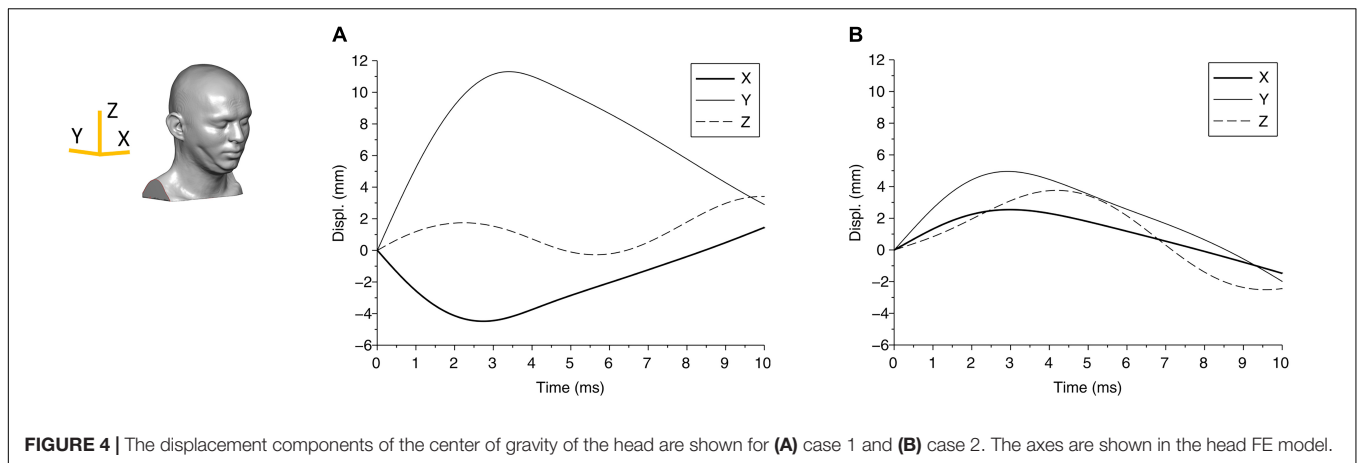 A
B
Z
Y
X
12
10
8
6
4
2
0
−2
−4
−6
Displ. (mm)
X
Y
Z
0 1 2 3 4 5 6 7 8 9 10
Time (ms)
12
10
8
6
4
2
0
−2
−4
−6
Displ. (mm)
X
Y
Z
0 1 2 3 4 5 6 7 8 9 10
Time (ms)
FIGURE 4 | The displacement components of the center of gravity of the head are shown for (A) case 1 and (B) case 2. The axes are shown in the head FE model.